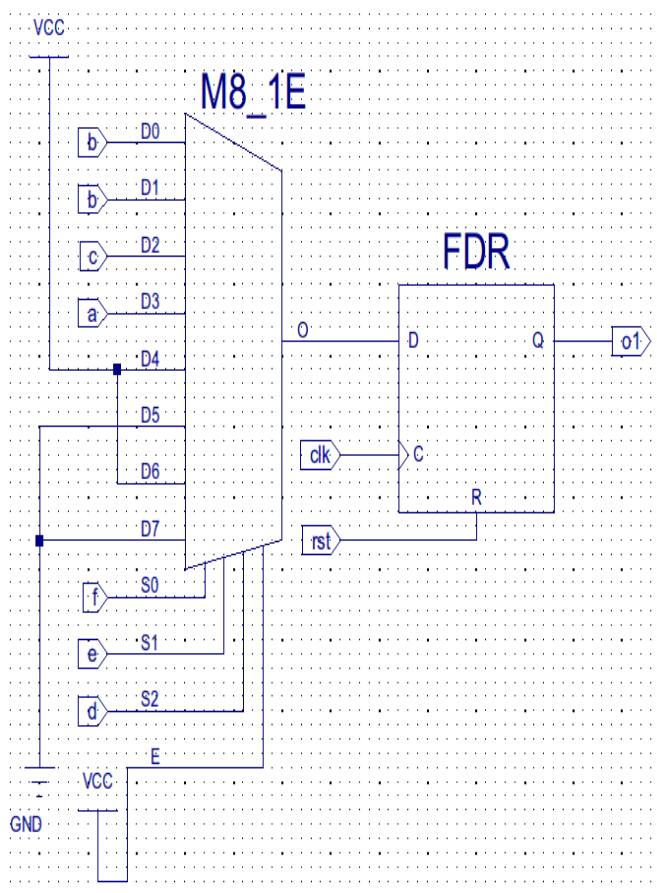 VCC
M8_1E
b D0
b D1
c D2
FDR
a D3
O D Q o1
D4
D5
clk C
D6
R
D7 rst
f S0
e S1
d S2
E
VCC
GND